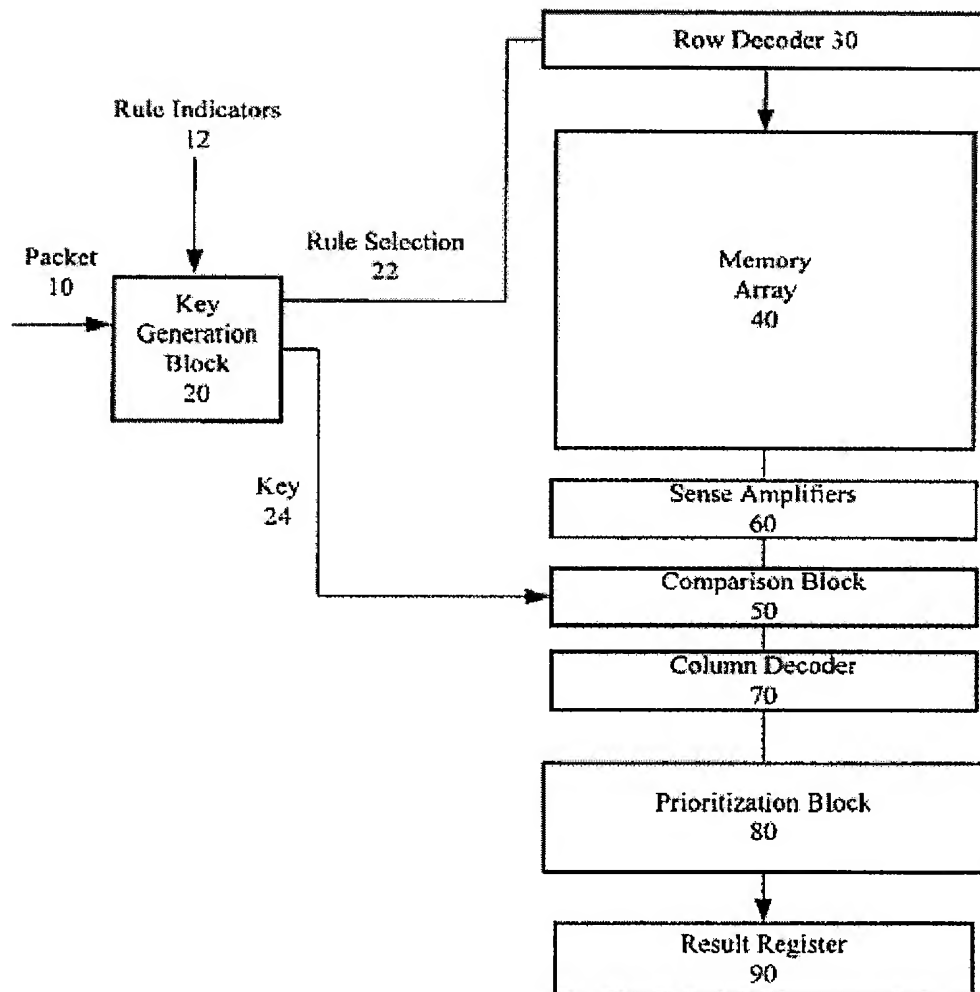 Row Decoder 30
Rule Indicators
12
Packet
10
Rule Selection
22
Key
Generation
Block
20
Memory
Array
40
Key
24
Sense Amplifiers
60
Comparison Block
50
Column Decoder
70
Prioritization Block
80
Result Register
90